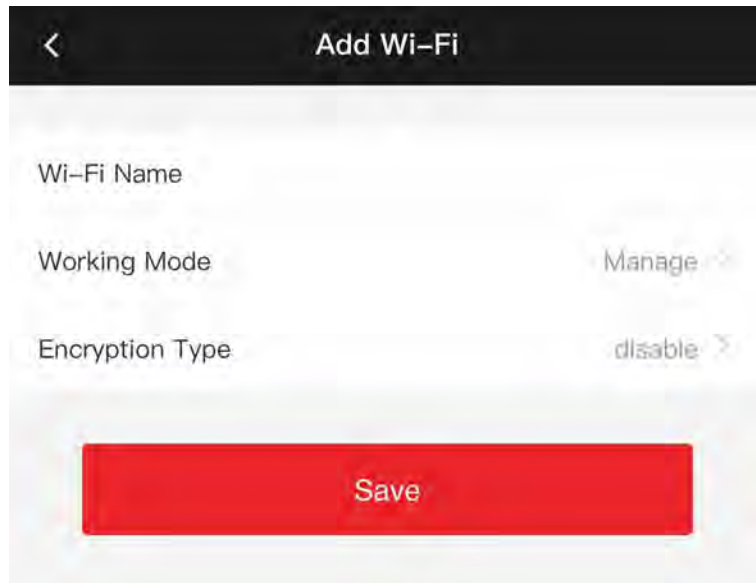 Add Wi-Fi
Wi-Fi Name
Working Mode Manage
Encryption Type disable
Save